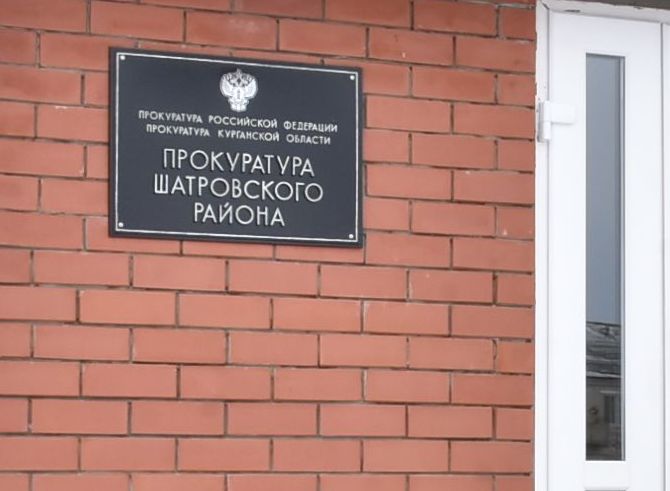 ПРОКУРАТУРА РОССИЙСКОЙ ФЕДЕРАЦИИ
ПРОКУРАТУРА КУРГАНСКОЙ ОБЛАСТИ
ПРОКУРАТУРА
ШАТРОВСКОГО
РАЙОНА